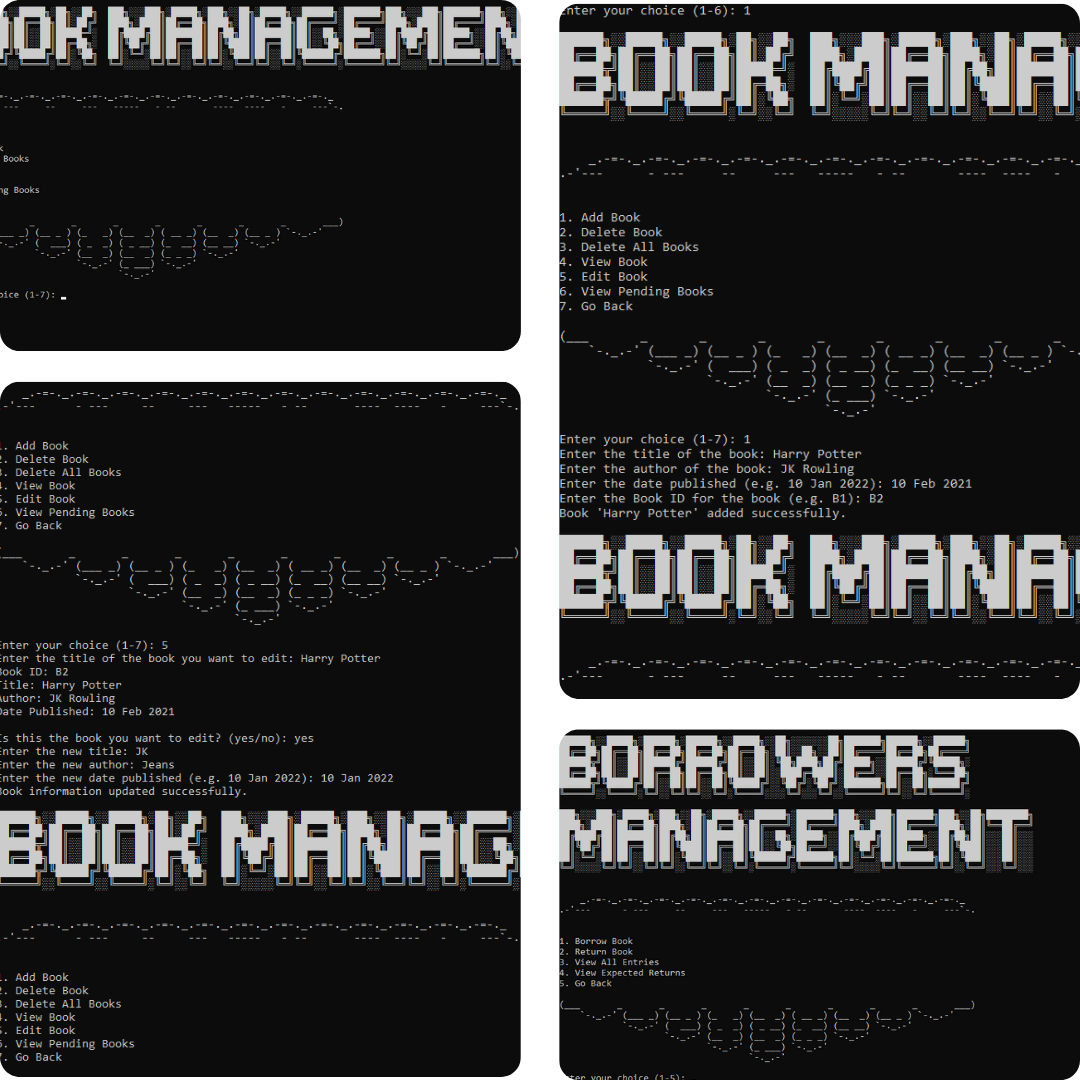 BOOK MANAGEMEN
k
Books
ng Books
oice (1-7):
1. Add Book
2. Delete Book
3. Delete All Books
4. View Book
5. Edit Book
6. View Pending Books
7. Go Back
Enter your choice (1-7): 5
Enter the title of the book you want to edit: Harry Potter
Book ID: B2
Title: Harry Potter
Author: JK Rowling
Date Published: 10 Feb 2021
Is this the book you want to edit? (yes/no): yes
Enter the new title: JK
Enter the new author: Jeans
Enter the new date published (e.g. 10 Jan 2022): 10 Jan 2022
Book information updated successfully.
BOOK MANAG
1. Add Book
2. Delete Book
3. Delete All Books
4. View Book
5. Edit Book
6. View Pending Books
7. Go Back
Enter your choice (1-6): 1
BOOK MANA
1. Add Book
2. Delete Book
3. Delete All Books
4. View Book
5. Edit Book
6. View Pending Books
7. Go Back
Enter your choice (1-7): 1
Enter the title of the book: Harry Potter
Enter the author of the book: JK Rowling
Enter the date published (e.g. 10 Jan 2022): 10 Feb 2021
Enter the Book ID for the book (e.g. B1): B2
Book 'Harry Potter' added successfully.
BOOK MANA
BOAROWERS
MANAGEMENT
1. Borrow Book
2. Return Book
3. View All Entries
4. View Expected Returns
5. Go Back
Enter your choice (1-5):